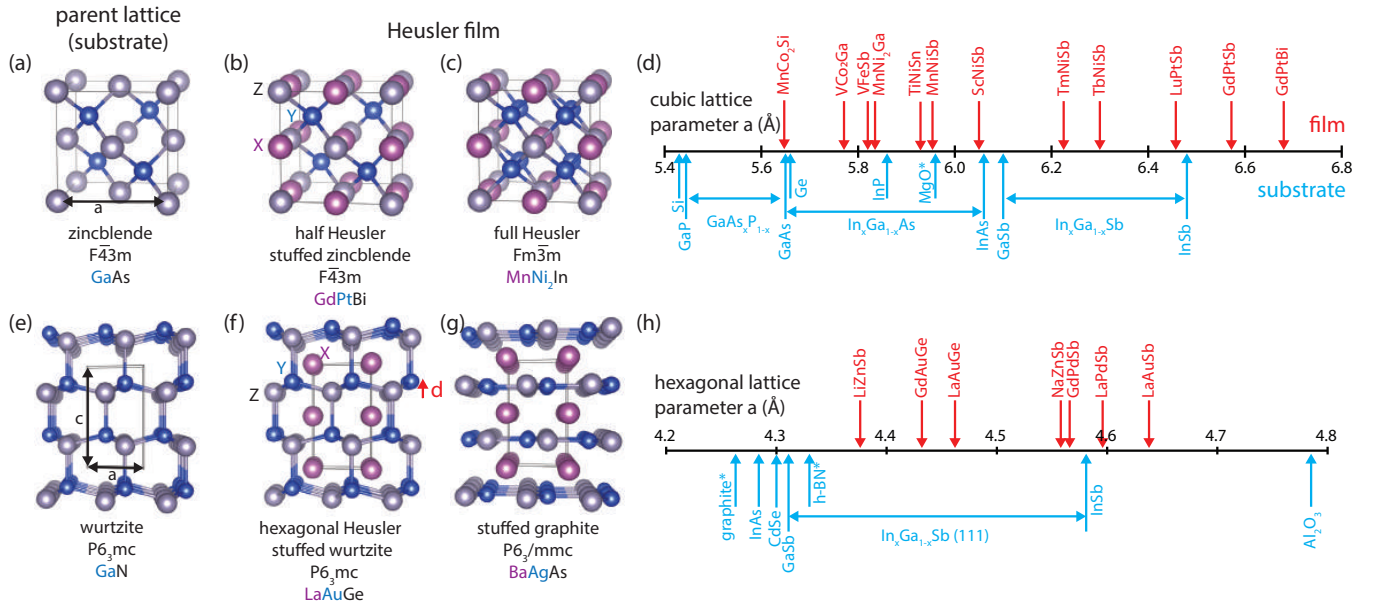 parent lattice
(substrate)
Heusler film
(a)
a
zincblende
F4̅3m
GaAs
(b)
Z
Y
X
half Heusler
stuffed zincblende
F4̅3m
GdPtBi
(c)
full Heusler
Fm3̅m
MnNi₂In
(d)
cubic lattice
parameter a (Å)
MnCo₂Si
VCo₂Ga
VFeSb
MnNi₂Ga
TiNiSn
MnNiSb
ScNiSb
TmNiSb
TbNiSb
LuPtSb
GdPtSb
GdPtBi
film
5.4
5.6
5.8
6.0
6.2
6.4
6.6
6.8
substrate
Si
GaP
GaAsₓP₁₋ₓ
GaAs
Ge
InP
MgO*
InₓGa₁₋ₓAs
InAs
GaSb
InₓGa₁₋ₓSb
InSb
(e)
c
a
wurtzite
P6₃mc
GaN
(f)
X
Y
Z
d
hexagonal Heusler
stuffed wurtzite
P6₃mc
LaAuGe
(g)
stuffed graphite
P6₃/mmc
BaAgAs
(h)
hexagonal lattice
parameter a (Å)
LiZnSb
GdAuGe
LaAuGe
NaZnSb
GdPdSb
LaPdSb
LaAuSb
4.2
4.3
4.4
4.5
4.6
4.7
4.8
graphite*
InAs
CdSe
GaSb
h-BN*
InₓGa₁₋ₓSb (111)
InSb
Al₂O₃